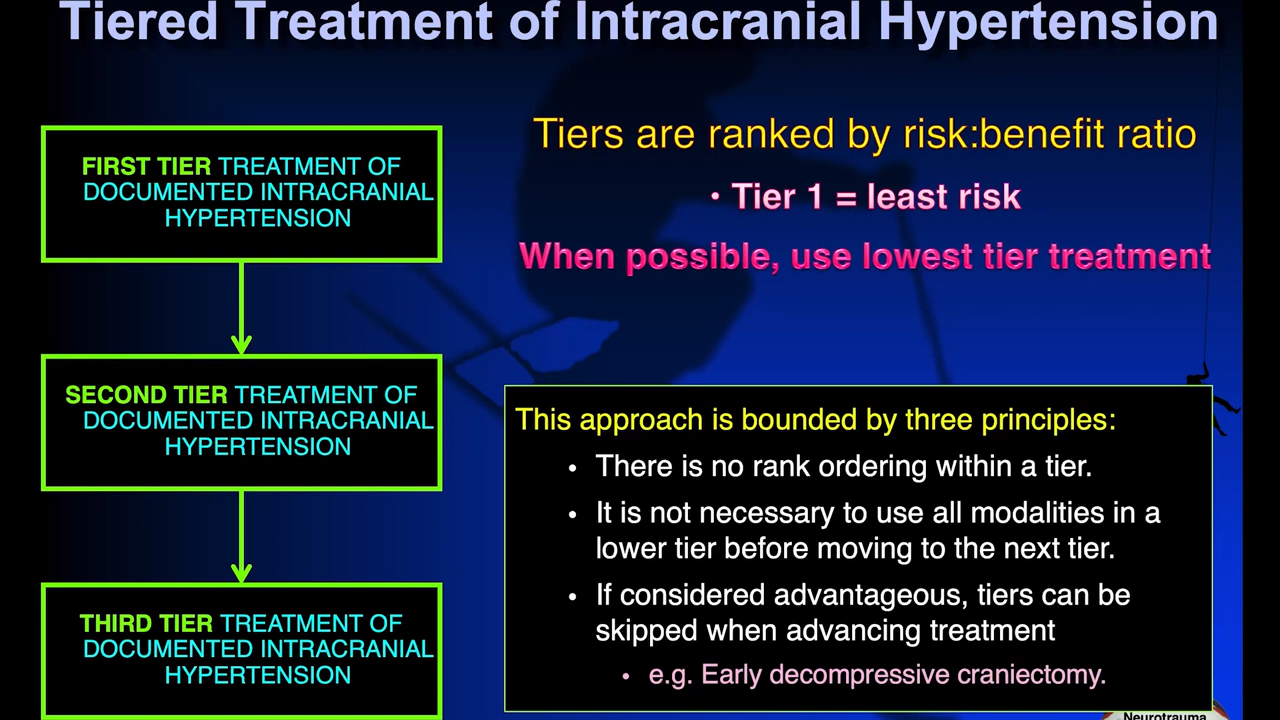 Tiered Treatment of Intracranial Hypertension
FIRST TIER TREATMENT OF
DOCUMENTED INTRACRANIAL
HYPERTENSION
SECOND TIER TREATMENT OF
DOCUMENTED INTRACRANIAL
HYPERTENSION
THIRD TIER TREATMENT OF
DOCUMENTED INTRACRANIAL
HYPERTENSION
Tiers are ranked by risk:benefit ratio
• Tier 1 = least risk
When possible, use lowest tier treatment
This approach is bounded by three principles:
• There is no rank ordering within a tier.
• It is not necessary to use all modalities in a
lower tier before moving to the next tier.
• If considered advantageous, tiers can be
skipped when advancing treatment
• e.g. Early decompressive craniectomy.
Neurotrauma